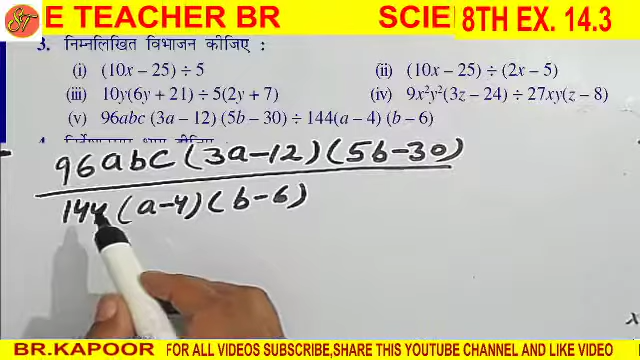 E TEACHER BR SCIE 8TH EX. 14.3
3. निम्नलिखित विभाजन कीजिए :
(i) (10x – 25) ÷ 5 (ii) (10x – 25) ÷ (2x – 5)
(iii) 10y(6y + 21) ÷ 5(2y + 7) (iv) 9x²y²(3z – 24) ÷ 27xy(z – 8)
(v) 96abc (3a – 12) (5b – 30) ÷ 144(a – 4) (b – 6)
96abc(3a-12)(5b-30)
144(a-4)(b-6)
x
BR.KAPOOR FOR ALL VIDEOS SUBSCRIBE,SHARE THIS YOUTUBE CHANNEL AND LIKE VIDEO